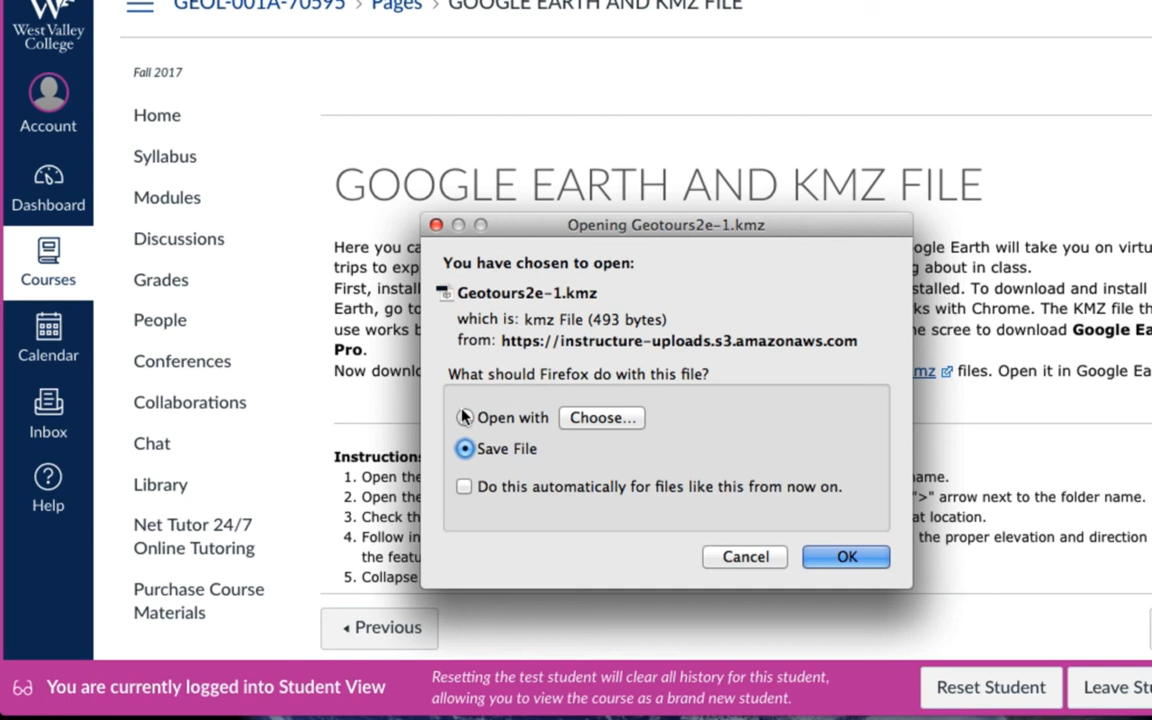 GEOL-001A-70595 > Pages > GOOGLE EARTH AND KMZ FILE
West Valley
College
Account
Dashboard
Courses
Calendar
Inbox
Help
Fall 2017
Home
Syllabus
Modules
Discussions
Grades
People
Conferences
Collaborations
Chat
Library
Net Tutor 24/7
Online Tutoring
Purchase Course
Materials
GOOGLE EARTH AND KMZ FILE
Here you ca
trips to exp
First, install
Earth, go to
use works b
Pro.
Now downlo
ogle Earth will take you on virtu
g about in class.
stalled. To download and install
ks with Chrome. The KMZ file th
e scree to download Google Ea
mz files. Open it in Google Ea
Instructions
1. Open the
2. Open the
3. Check th
4. Follow in
the featu
5. Collapse
ame.
">" arrow next to the folder name.
at location.
the proper elevation and direction
Opening Geotours2e-1.kmz
You have chosen to open:
Geotours2e-1.kmz
which is: kmz File (493 bytes)
from: https://instructure-uploads.s3.amazonaws.com
What should Firefox do with this file?
Open with Choose...
Save File
Do this automatically for files like this from now on.
Cancel OK
Previous
You are currently logged into Student View
Resetting the test student will clear all history for this student,
allowing you to view the course as a brand new student.
Reset Student
Leave Stu